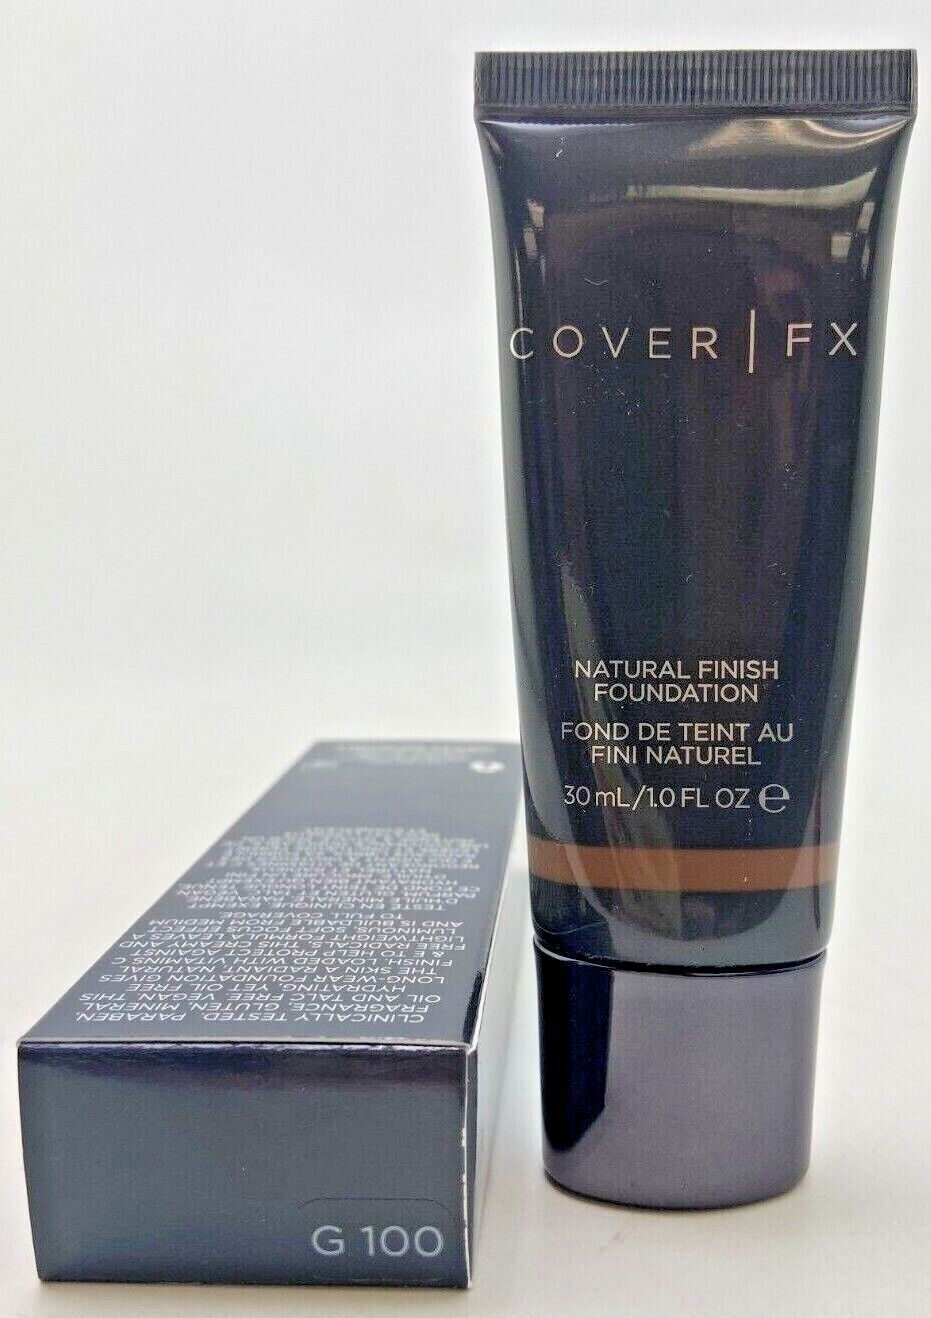 COVER | FX
NATURAL FINISH
FOUNDATION
FOND DE TEINT AU
FINI NATUREL
30 mL/1.0 FL OZ e
CLINICALLY TESTED. PARABEN,
FRAGRANCE, GLUTEN, MINERAL
OIL AND TALC FREE. VEGAN. THIS
HYDRATING, YET OIL FREE
LONG WEAR FOUNDATION GIVES
THE SKIN A RADIANT, NATURAL
FINISH. LOADED WITH VITAMINS C
& E TO HELP PROTECT AGAINST
FREE RADICALS, THIS CREAMY AND
LIGHTWEIGHT FORMULA LEAVES A
LUMINOUS, SOFT FOCUS EFFECT
AND IS BUILDABLE FROM MEDIUM
TO FULL COVERAGE.
G 100